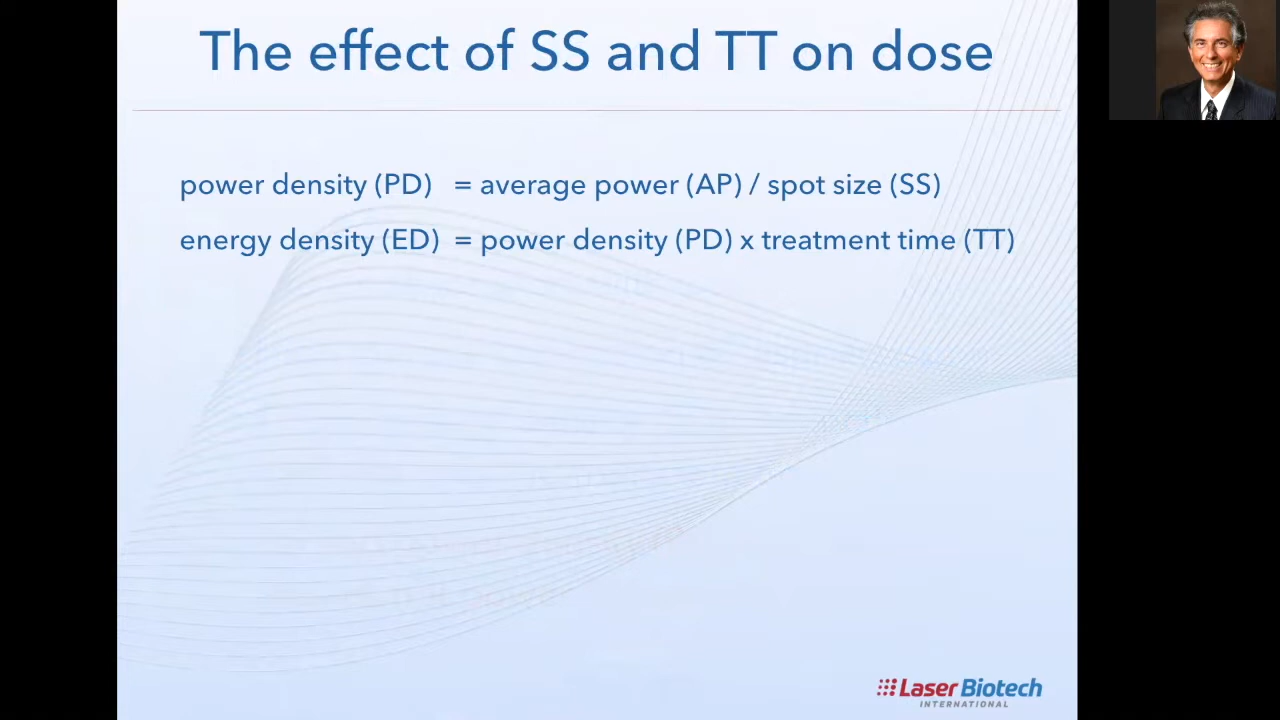 The effect of SS and TT on dose
power density (PD) = average power (AP) / spot size (SS)
energy density (ED) = power density (PD) x treatment time (TT)
Laser Biotech
INTERNATIONAL